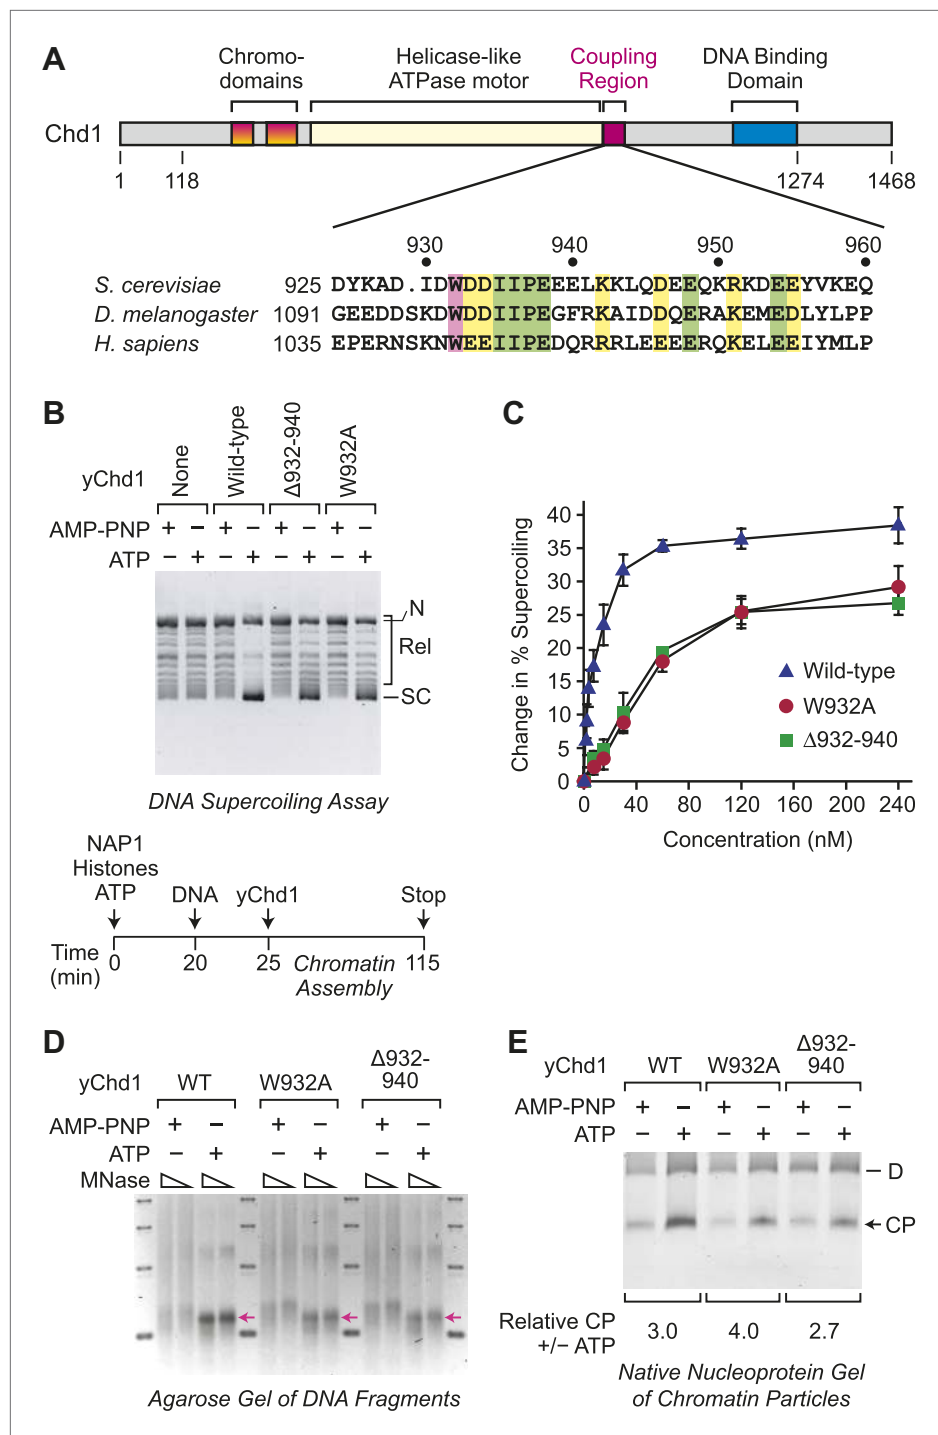 A
Chromo-
domains
Helicase-like
ATPase motor
Coupling
Region
DNA Binding
Domain
Chd1
1 118 1274 1468
930 940 950 960
S. cerevisiae 925 DYKAD.IDWDDIIPEEELKKLQDEEQKRKDEEYVKEQ
D. melanogaster 1091 GEEDDSKDWDDIIPEGFRKAIDDQERAKEMEDLYLPP
H. sapiens 1035 EPERNSKNWEEIIPEDQRRRLEEEERQKELEEIYMLP
B
yChd1 None Wild-type Δ932-940 W932A
AMP-PNP + − + − + − + −
ATP − + − + − + − +
N
Rel
SC
DNA Supercoiling Assay
NAP1
Histones
ATP DNA yChd1 Stop
Time
(min) 0 20 25 Chromatin
Assembly 115
C
Change in % Supercoiling
40
35
30
25
20
15
10
5
0
0 40 80 120 160 200 240
Concentration (nM)
Wild-type
W932A
Δ932-940
D
yChd1 WT W932A Δ932-
940
AMP-PNP + − + − + −
ATP − + − + − +
MNase
Agarose Gel of DNA Fragments
E
yChd1 WT W932A Δ932-
940
AMP-PNP + − + − + −
ATP − + − + − +
D
CP
Relative CP
+/− ATP 3.0 4.0 2.7
Native Nucleoprotein Gel
of Chromatin Particles